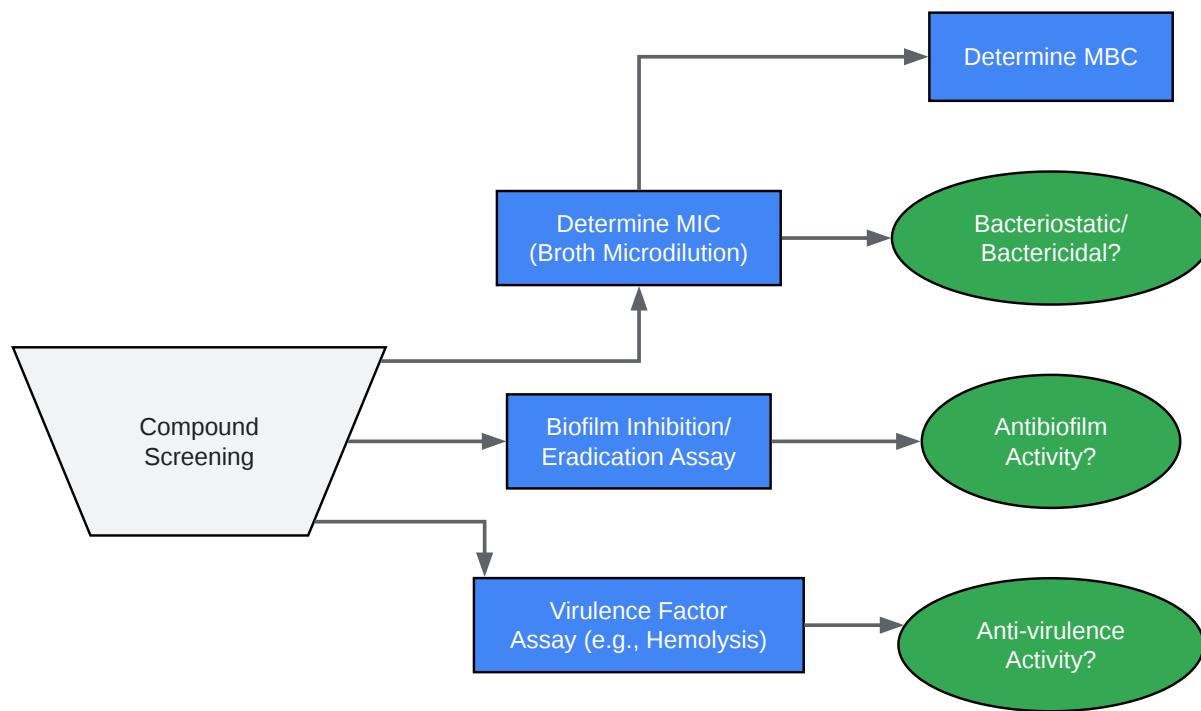 Determine MBC
Determine MIC
(Broth Microdilution)
Bacteriostatic/
Bactericidal?
Compound
Screening
Biofilm Inhibition/
Eradication Assay
Antibiofilm
Activity?
Virulence Factor
Assay (e.g., Hemolysis)
Anti-virulence
Activity?